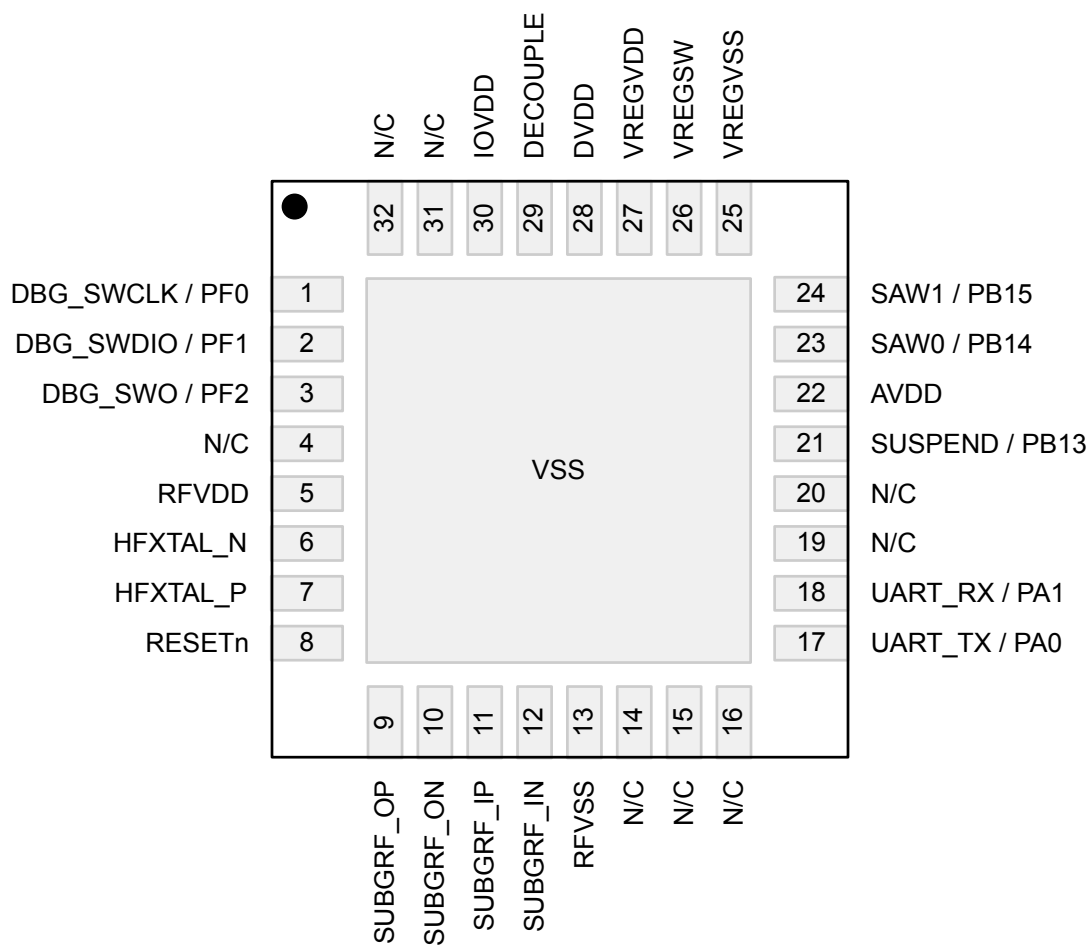 N/C
N/C
IOVDD
DECOUPLE
DVDD
VREGVDD
VREGSW
VREGVSS
32
31
30
29
28
27
26
25
DBG_SWCLK / PF0 1
DBG_SWDIO / PF1 2
DBG_SWO / PF2 3
N/C 4
RFVDD 5
HFXTAL_N 6
HFXTAL_P 7
RESETn 8
VSS
24 SAW1 / PB15
23 SAW0 / PB14
22 AVDD
21 SUSPEND / PB13
20 N/C
19 N/C
18 UART_RX / PA1
17 UART_TX / PA0
9
10
11
12
13
14
15
16
SUBGRF_OP
SUBGRF_ON
SUBGRF_IP
SUBGRF_IN
RFVSS
N/C
N/C
N/C